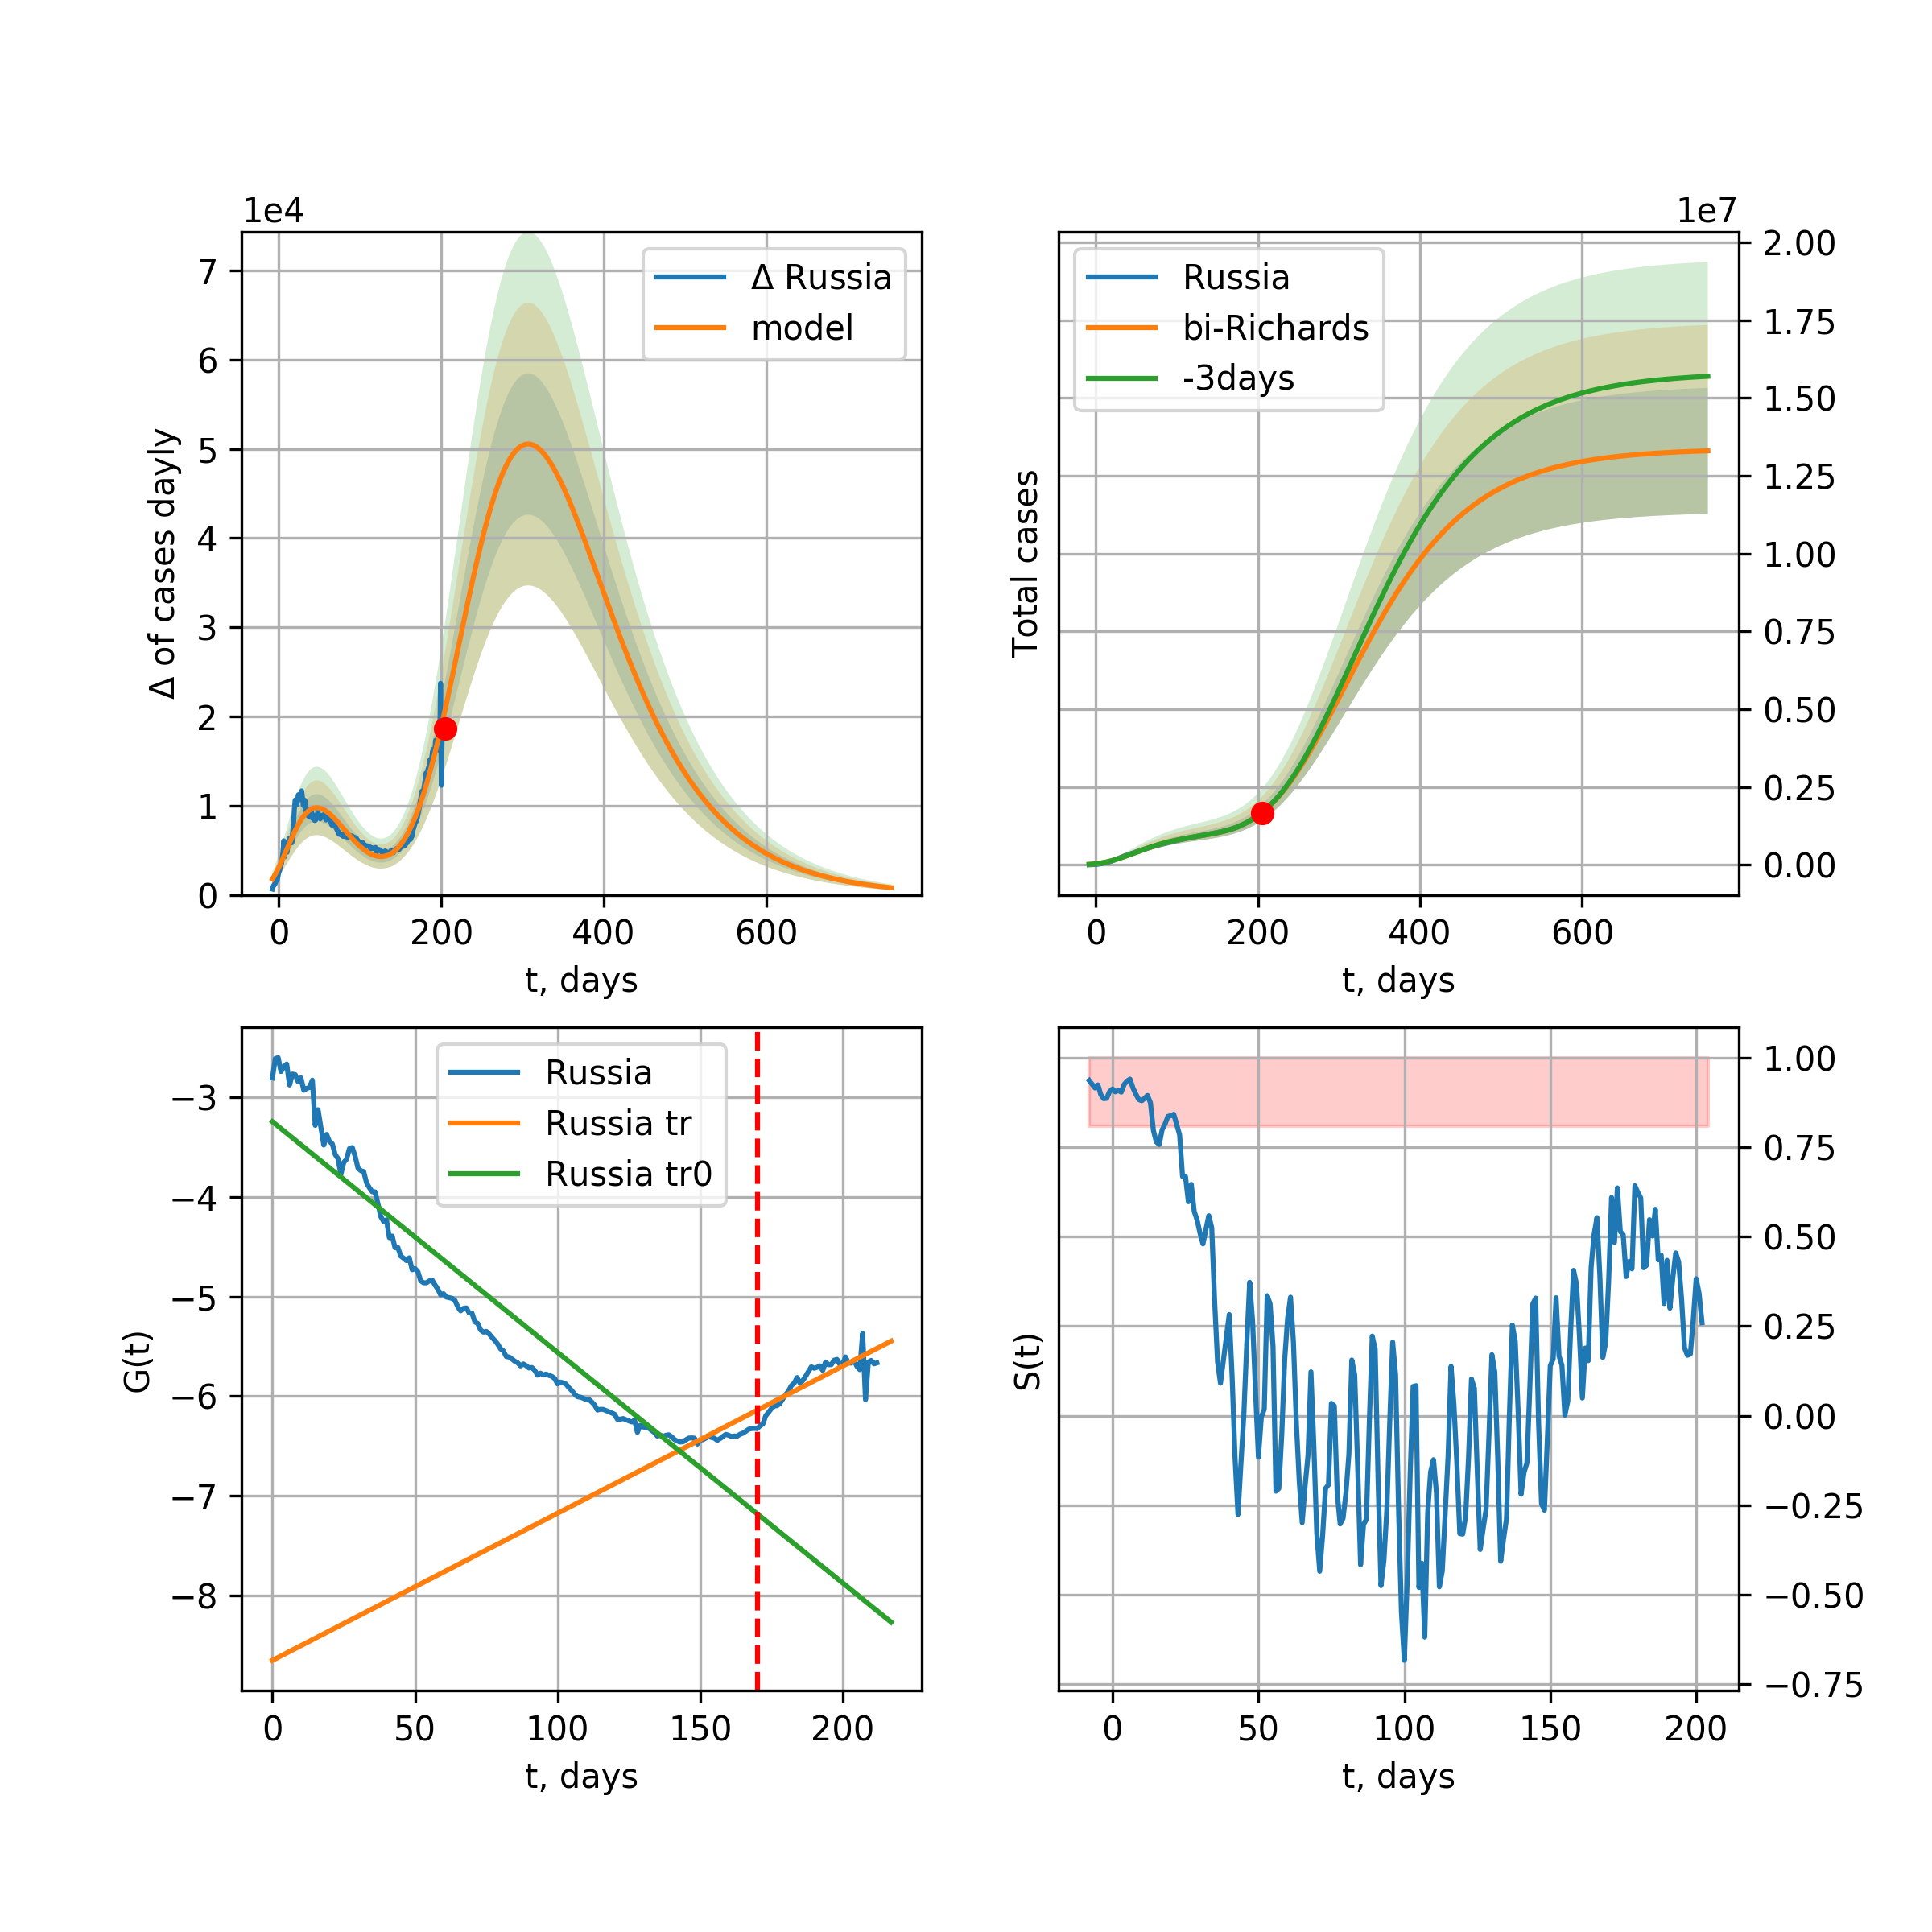 1e4
7
6
5
4
3
2
1
0
Δ of cases dayly
Δ Russia
model
0 200 400 600
t, days
1e7
2.00
1.75
1.50
1.25
1.00
0.75
0.50
0.25
0.00
Total cases
Russia
bi-Richards
-3days
0 200 400 600
t, days
−3
−4
−5
−6
−7
−8
G(t)
Russia
Russia tr
Russia tr0
0 50 100 150 200
t, days
1.00
0.75
0.50
0.25
0.00
−0.25
−0.50
−0.75
S(t)
0 50 100 150 200
t, days